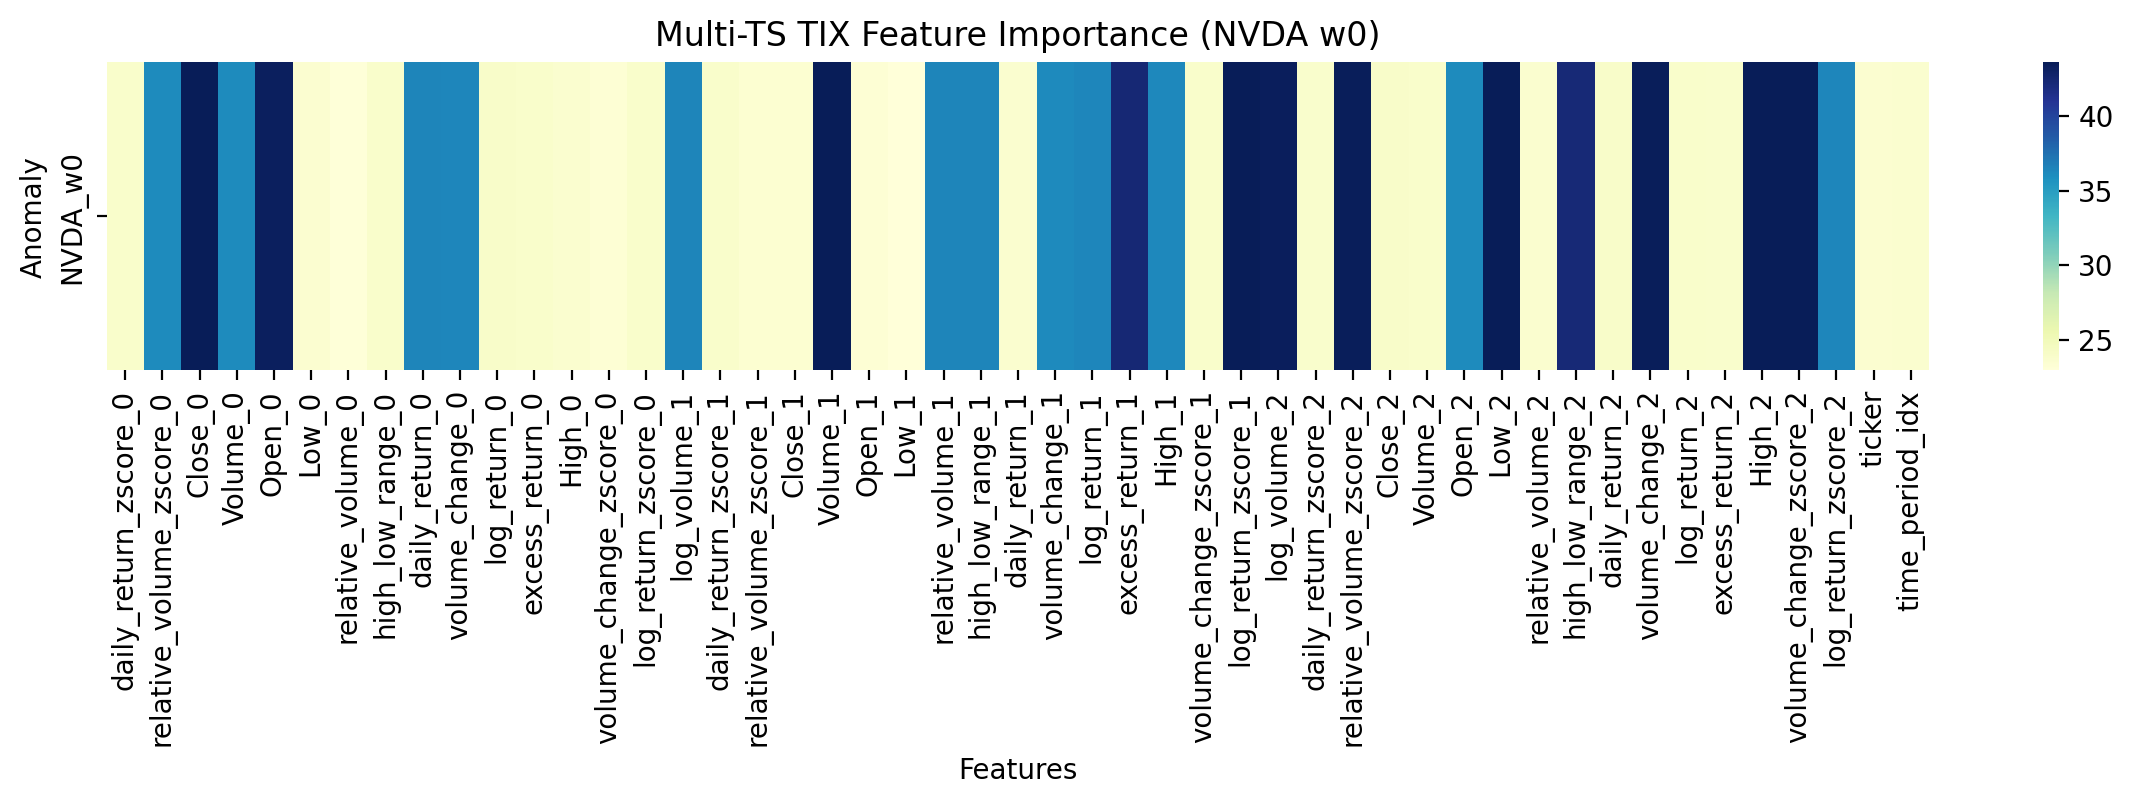 Multi-TS TIX Feature Importance (NVDA w0)
Anomaly
NVDA_w0
40
35
30
25
daily_return_zscore_0
relative_volume_zscore_0
Close_0
Volume_0
Open_0
Low_0
relative_volume_0
high_low_range_0
daily_return_0
volume_change_0
log_return_0
excess_return_0
High_0
volume_change_zscore_0
log_return_zscore_0
log_volume_1
daily_return_zscore_1
relative_volume_zscore_1
Close_1
Volume_1
Open_1
Low_1
relative_volume_1
high_low_range_1
daily_return_1
volume_change_1
log_return_1
excess_return_1
High_1
volume_change_zscore_1
log_return_zscore_1
log_volume_2
daily_return_zscore_2
relative_volume_zscore_2
Close_2
Volume_2
Open_2
Low_2
relative_volume_2
high_low_range_2
daily_return_2
volume_change_2
log_return_2
excess_return_2
High_2
volume_change_zscore_2
log_return_zscore_2
ticker
time_period_idx
Features